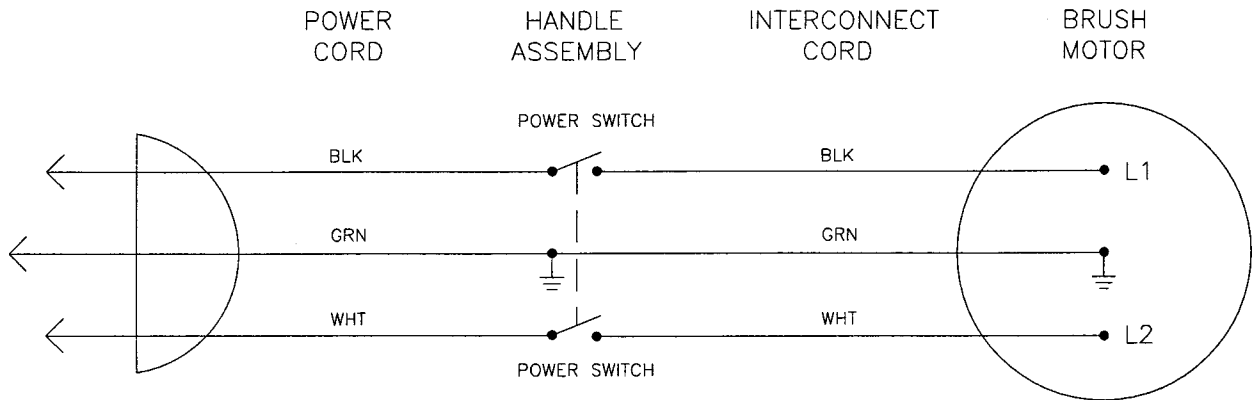 POWER CORD
HANDLE ASSEMBLY
INTERCONNECT CORD
BRUSH MOTOR
POWER SWITCH
BLK
BLK
L1
GRN
GRN
WHT
WHT
L2
POWER SWITCH